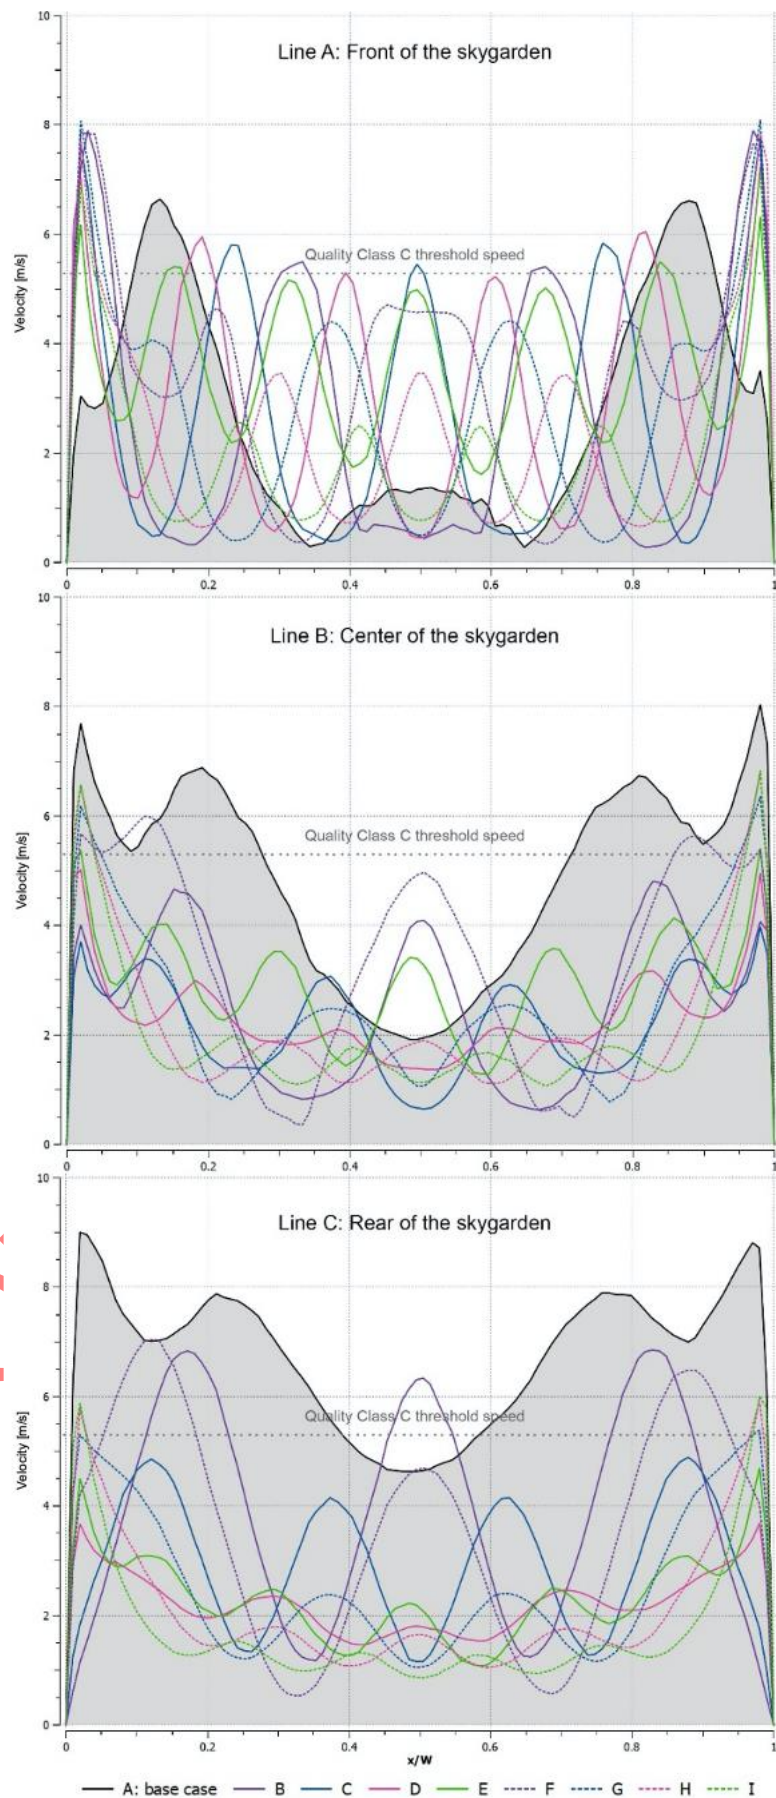 Line A: Front of the skygarden
10
8
6
4
2
0
Velocity [m/s]
Quality Class C threshold speed
0 0.2 0.4 0.6 0.8 1
Line B: Center of the skygarden
10
8
6
4
2
0
Velocity [m/s]
Quality Class C threshold speed
0 0.2 0.4 0.6 0.8 1
Line C: Rear of the skygarden
10
8
6
4
2
0
Velocity [m/s]
Quality Class C threshold speed
0 0.2 0.4 0.6 0.8 1
x/W
A: base case B C D E F G H I